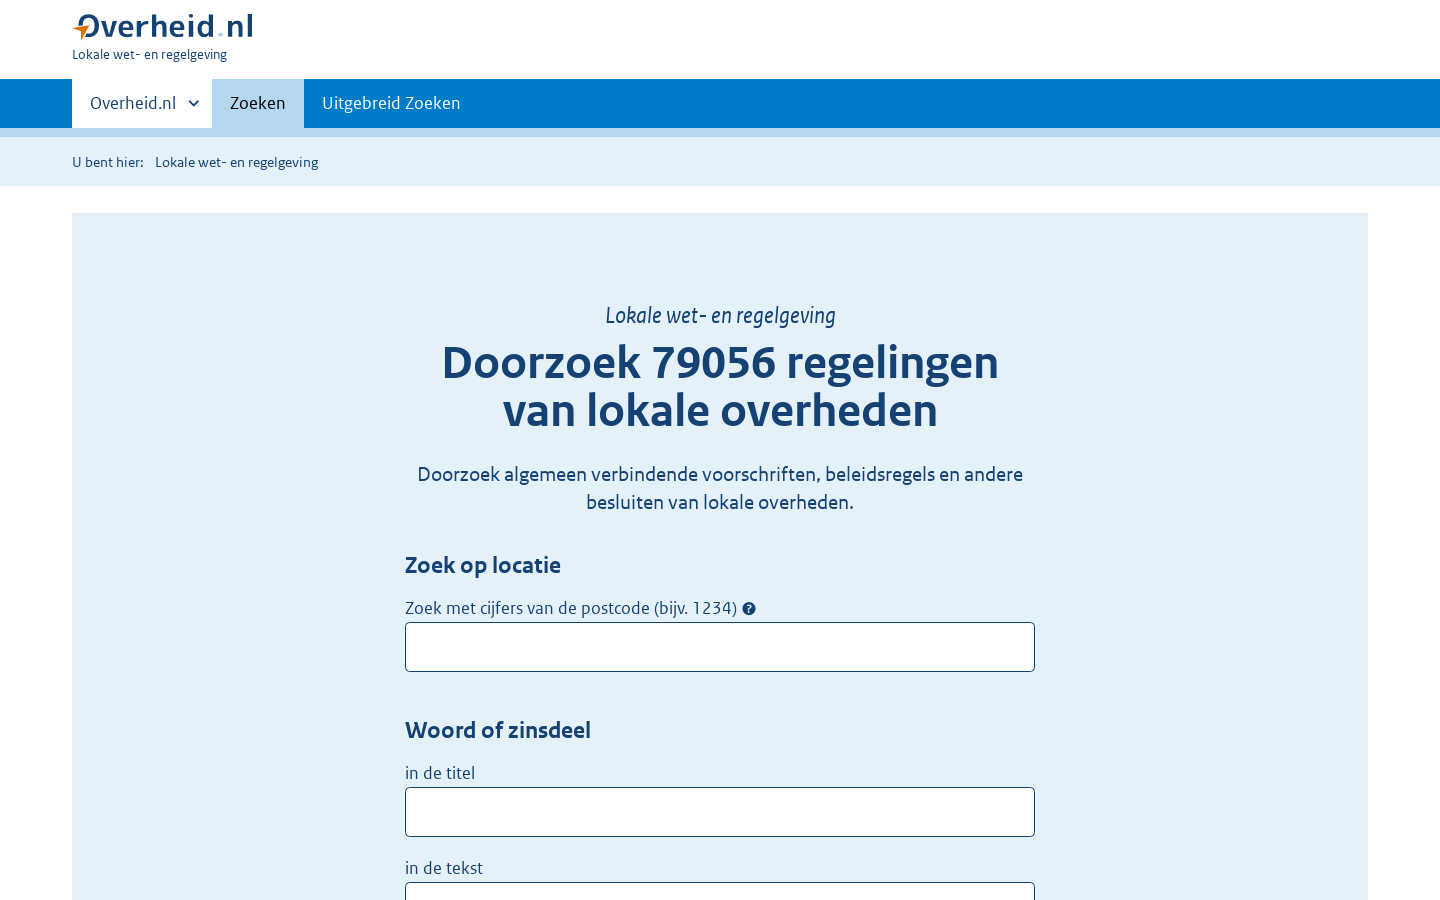 Overheid.nl
Lokale wet- en regelgeving
Overheid.nl Zoeken Uitgebreid Zoeken
U bent hier: Lokale wet- en regelgeving
Lokale wet- en regelgeving
Doorzoek 79056 regelingen
van lokale overheden
Doorzoek algemeen verbindende voorschriften, beleidsregels en andere
besluiten van lokale overheden.
Zoek op locatie
Zoek met cijfers van de postcode (bijv. 1234) ?
Woord of zinsdeel
in de titel
in de tekst